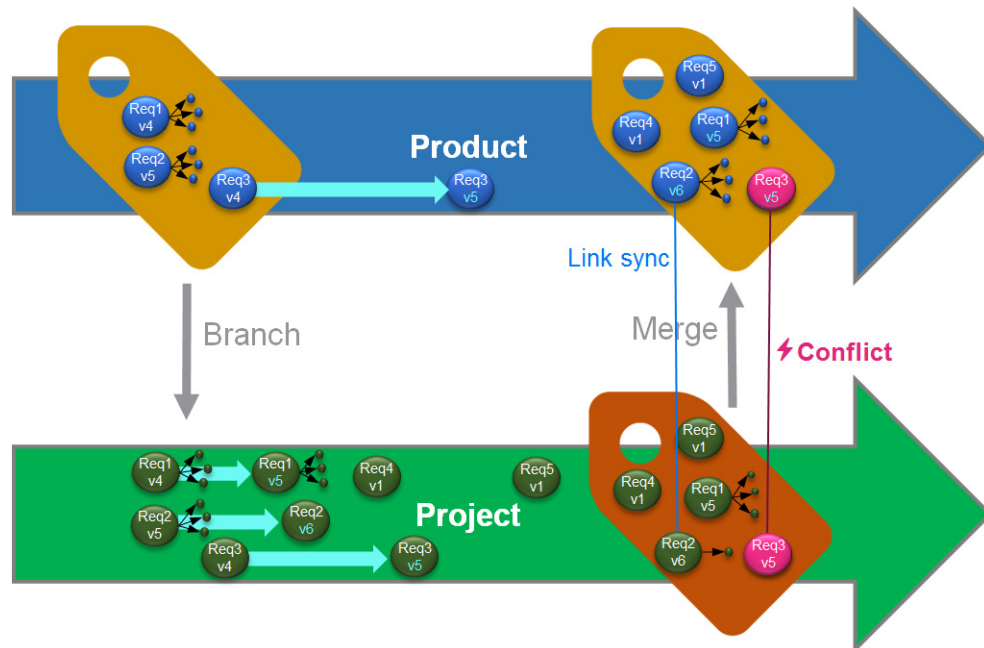 Req5
v1
Req1
v4
Req4
v1
Req1
v5
Product
Req2
v5
Req3
v4
Req3
v5
Req2
v6
Req3
v5
Link sync
Branch
Merge
Conflict
Req5
v1
Req1
v4
Req1
v5
Req4
v1
Req5
v1
Req4
v1
Req1
v5
Req2
v5
Req2
v6
Project
Req3
v4
Req3
v5
Req2
v6
Req3
v5